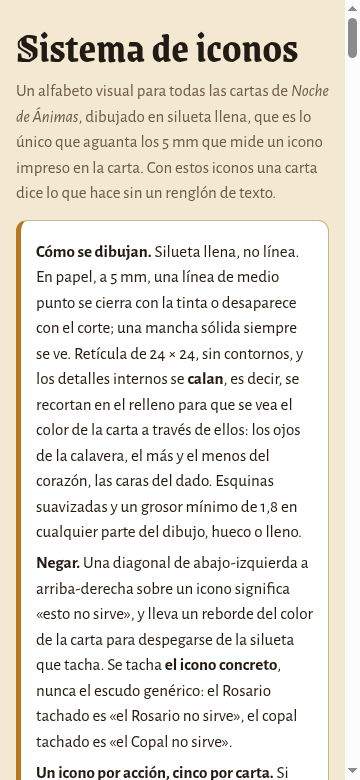 Sistema de iconos
Un alfabeto visual para todas las cartas de Noche
de Ánimas, dibujado en silueta llena, que es lo
único que aguanta los 5 mm que mide un icono
impreso en la carta. Con estos iconos una carta
dice lo que hace sin un renglón de texto.
Cómo se dibujan. Silueta llena, no línea.
En papel, a 5 mm, una línea de medio
punto se cierra con la tinta o desaparece
con el corte; una mancha sólida siempre
se ve. Retícula de 24 × 24, sin contornos, y
los detalles internos se calan, es decir, se
recortan en el relleno para que se vea el
color de la carta a través de ellos: los ojos
de la calavera, el más y el menos del
corazón, las caras del dado. Esquinas
suavizadas y un grosor mínimo de 1,8 en
cualquier parte del dibujo, hueco o lleno.
Negar. Una diagonal de abajo-izquierda a
arriba-derecha sobre un icono significa
«esto no sirve», y lleva un reborde del color
de la carta para despegarse de la silueta
que tacha. Se tacha el icono concreto,
nunca el escudo genérico: el Rosario
tachado es «el Rosario no sirve», el copal
tachado es «el Copal no sirve».
Un icono por acción, cinco por carta. Si